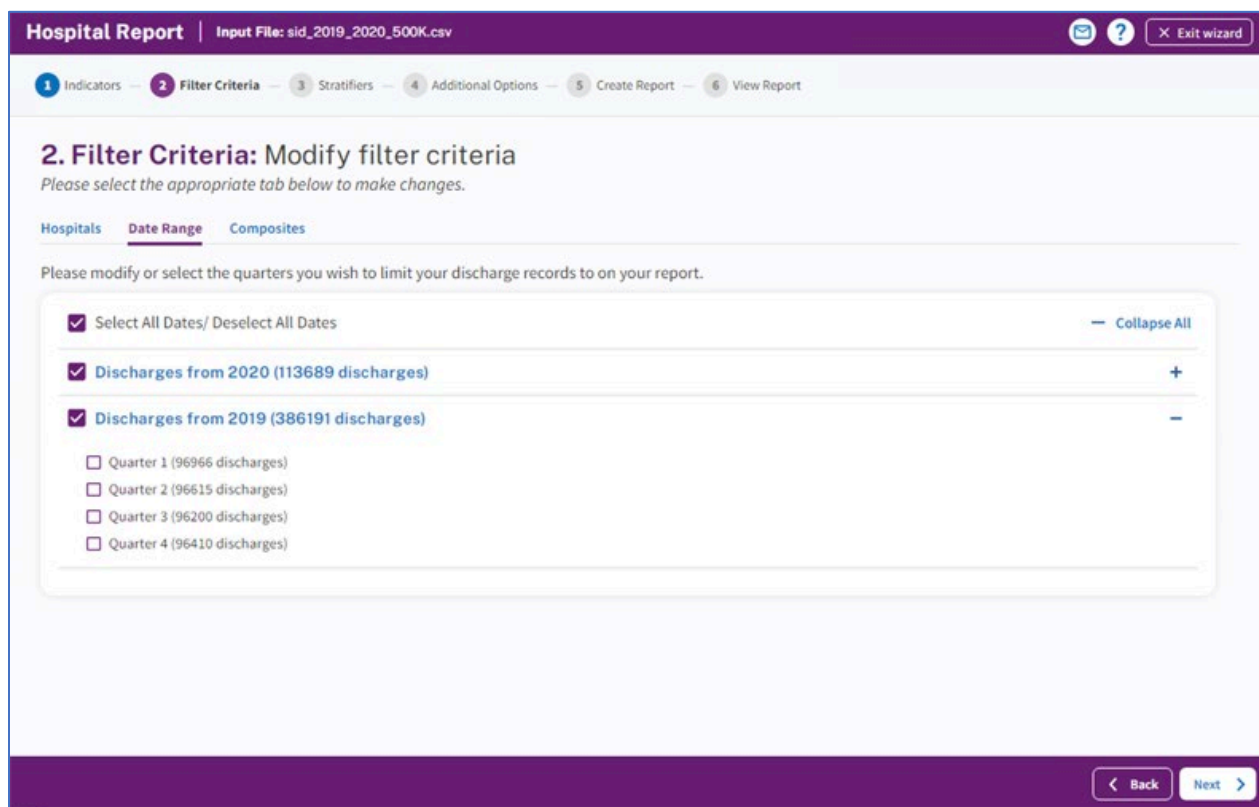 Hospital Report | Input File: sid_2019_2020_500K.csv ? × Exit wizard
1 Indicators — 2 Filter Criteria — 3 Stratifiers — 4 Additional Options — 5 Create Report — 6 View Report
2. Filter Criteria: Modify filter criteria
Please select the appropriate tab below to make changes.
Hospitals Date Range Composites
Please modify or select the quarters you wish to limit your discharge records to on your report.
Select All Dates/ Deselect All Dates — Collapse All
Discharges from 2020 (113689 discharges) +
Discharges from 2019 (386191 discharges) −
Quarter 1 (96966 discharges)
Quarter 2 (96615 discharges)
Quarter 3 (96200 discharges)
Quarter 4 (96410 discharges)
Back Next